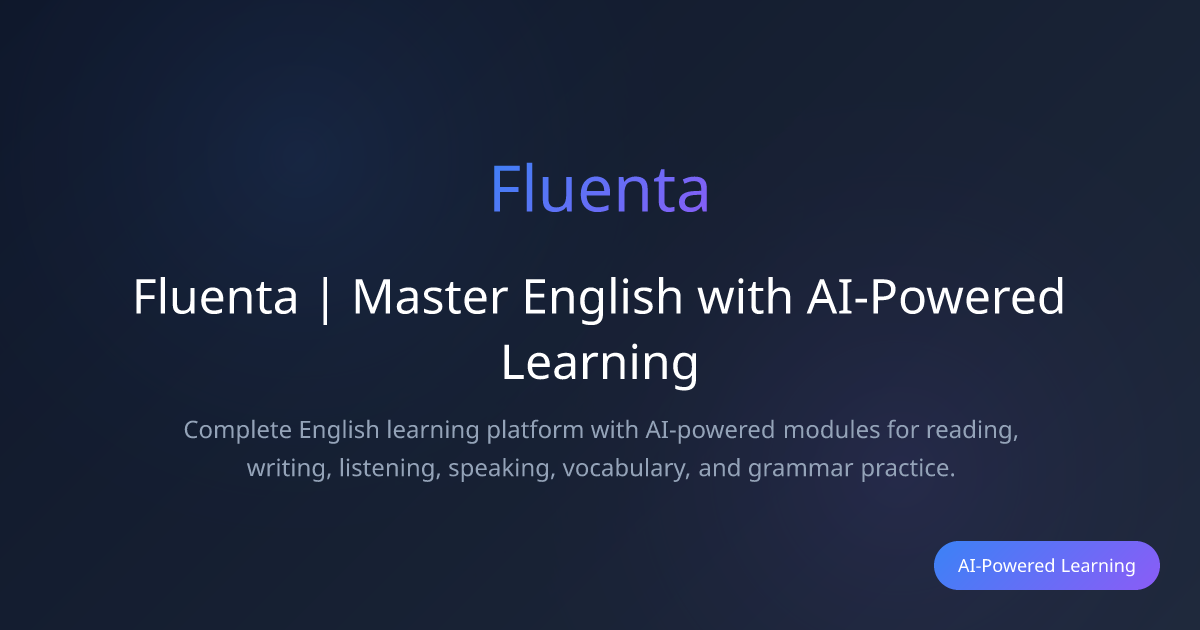 Fluenta
Fluenta | Master English with AI-Powered
Learning
Complete English learning platform with AI-powered modules for reading,
writing, listening, speaking, vocabulary, and grammar practice.
AI-Powered Learning